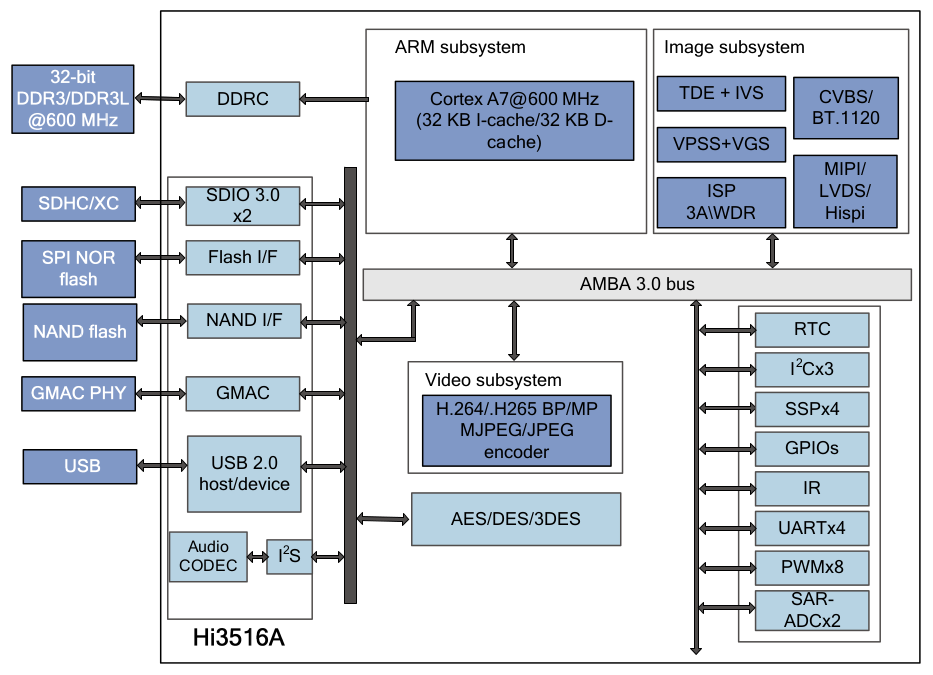 32-bit
DDR3/DDR3L
@600 MHz
DDRC
ARM subsystem
Cortex A7@600 MHz
(32 KB I-cache/32 KB D-
cache)
Image subsystem
TDE + IVS
VPSS+VGS
ISP
3A\WDR
CVBS/
BT.1120
MIPI/
LVDS/
Hispi
SDHC/XC
SDIO 3.0
x2
SPI NOR
flash
Flash I/F
NAND flash
NAND I/F
GMAC PHY
GMAC
USB
USB 2.0
host/device
Audio
CODEC
I²S
Hi3516A
AMBA 3.0 bus
Video subsystem
H.264/.H265 BP/MP
MJPEG/JPEG
encoder
AES/DES/3DES
RTC
I²Cx3
SSPx4
GPIOs
IR
UARTx4
PWMx8
SAR-
ADCx2